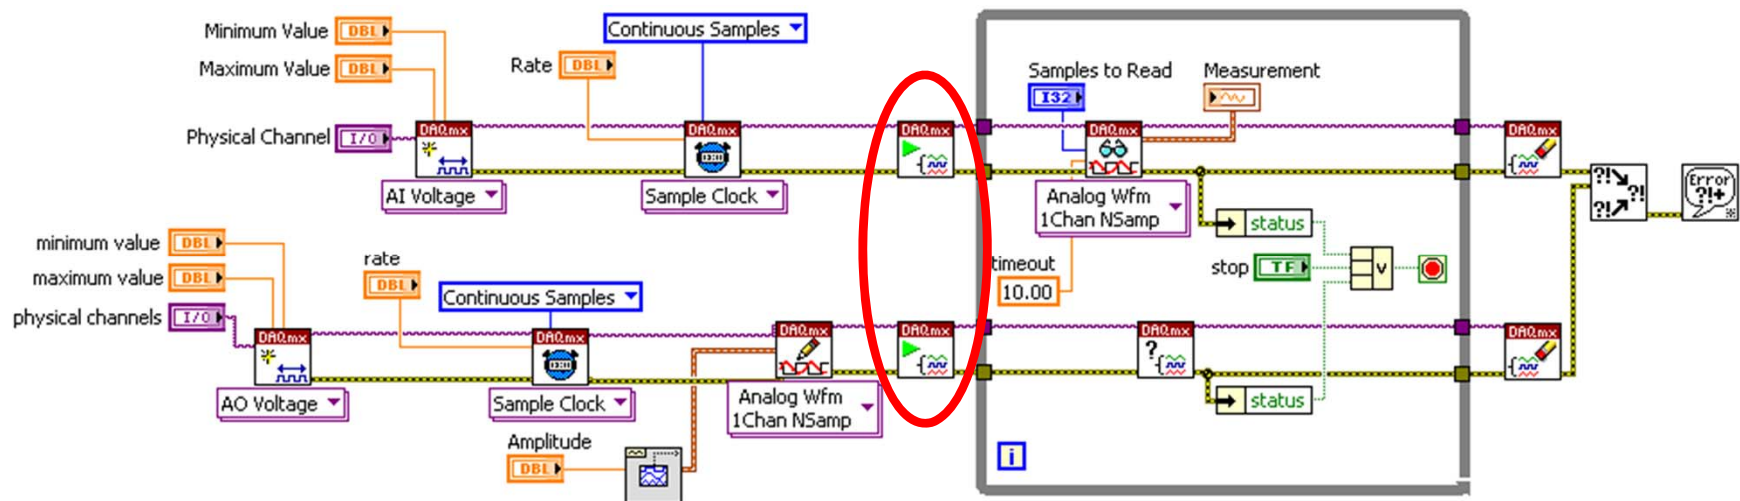 Minimum Value DBL
Continuous Samples
Maximum Value DBL
Rate DBL
Samples to Read
Measurement
I32
Physical Channel I/O
DAQmx
DAQmx
DAQmx
DAQmx
DAQmx
AI Voltage
Sample Clock
Analog Wfm
1Chan NSamp
?!
?!
?!
Error
?!+
status
minimum value DBL
maximum value DBL
rate
DBL
Continuous Samples
timeout
10.00
stop TF
V
physical channels I/O
DAQmx
DAQmx
DAQmx
DAQmx
DAQmx
?
DAQmx
AO Voltage
Sample Clock
Analog Wfm
1Chan NSamp
status
Amplitude
DBL
i